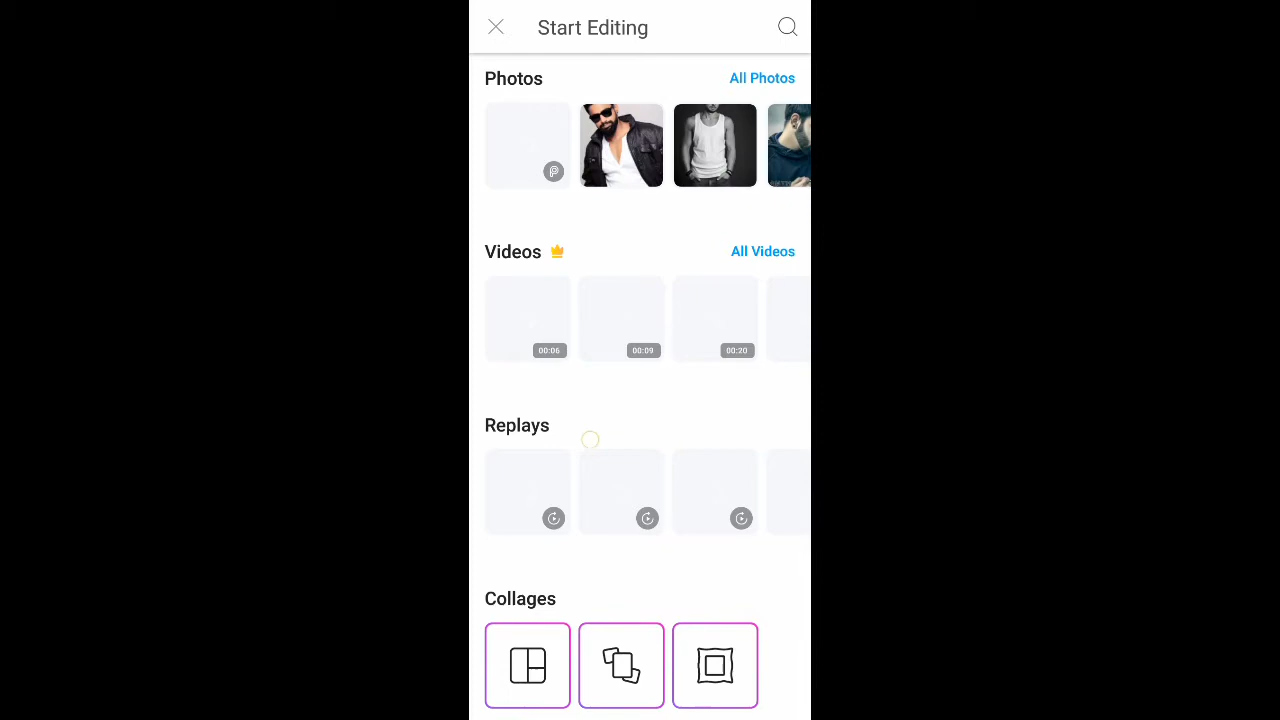 Start Editing
Photos
All Photos
Videos
All Videos
00:06
00:09
00:20
Replays
Collages